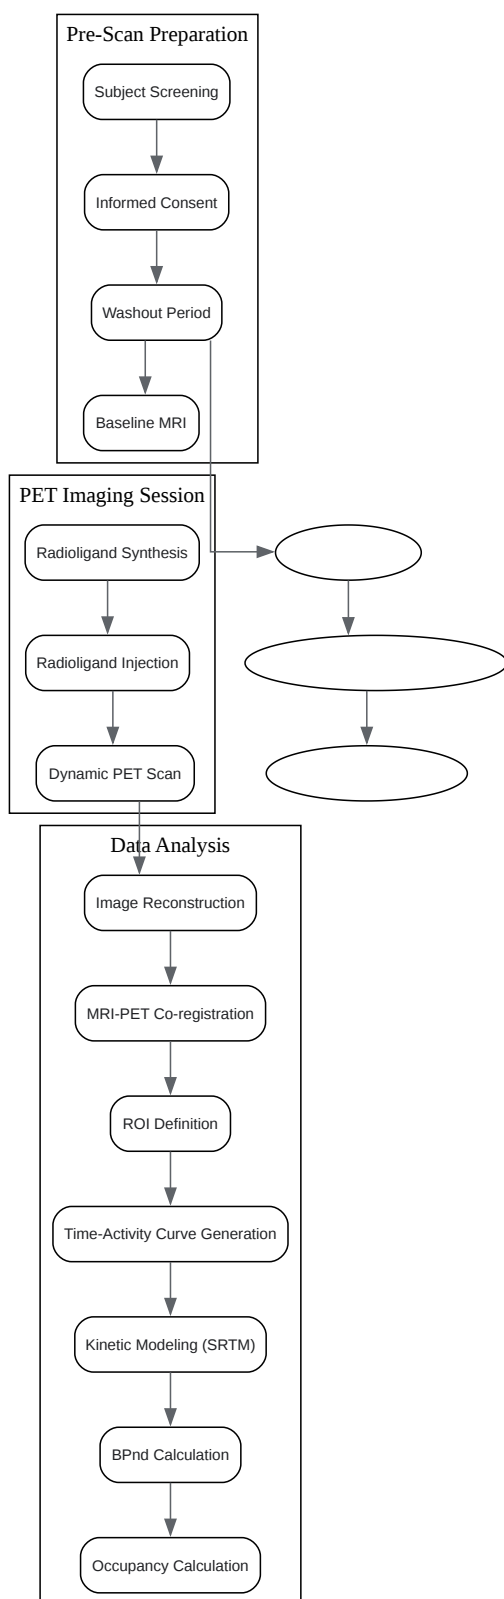 Pre-Scan Preparation
Subject Screening
Informed Consent
Washout Period
Baseline MRI
PET Imaging Session
Radioligand Synthesis
Radioligand Injection
Dynamic PET Scan
Data Analysis
Image Reconstruction
MRI-PET Co-registration
ROI Definition
Time-Activity Curve Generation
Kinetic Modeling (SRTM)
BPnd Calculation
Occupancy Calculation